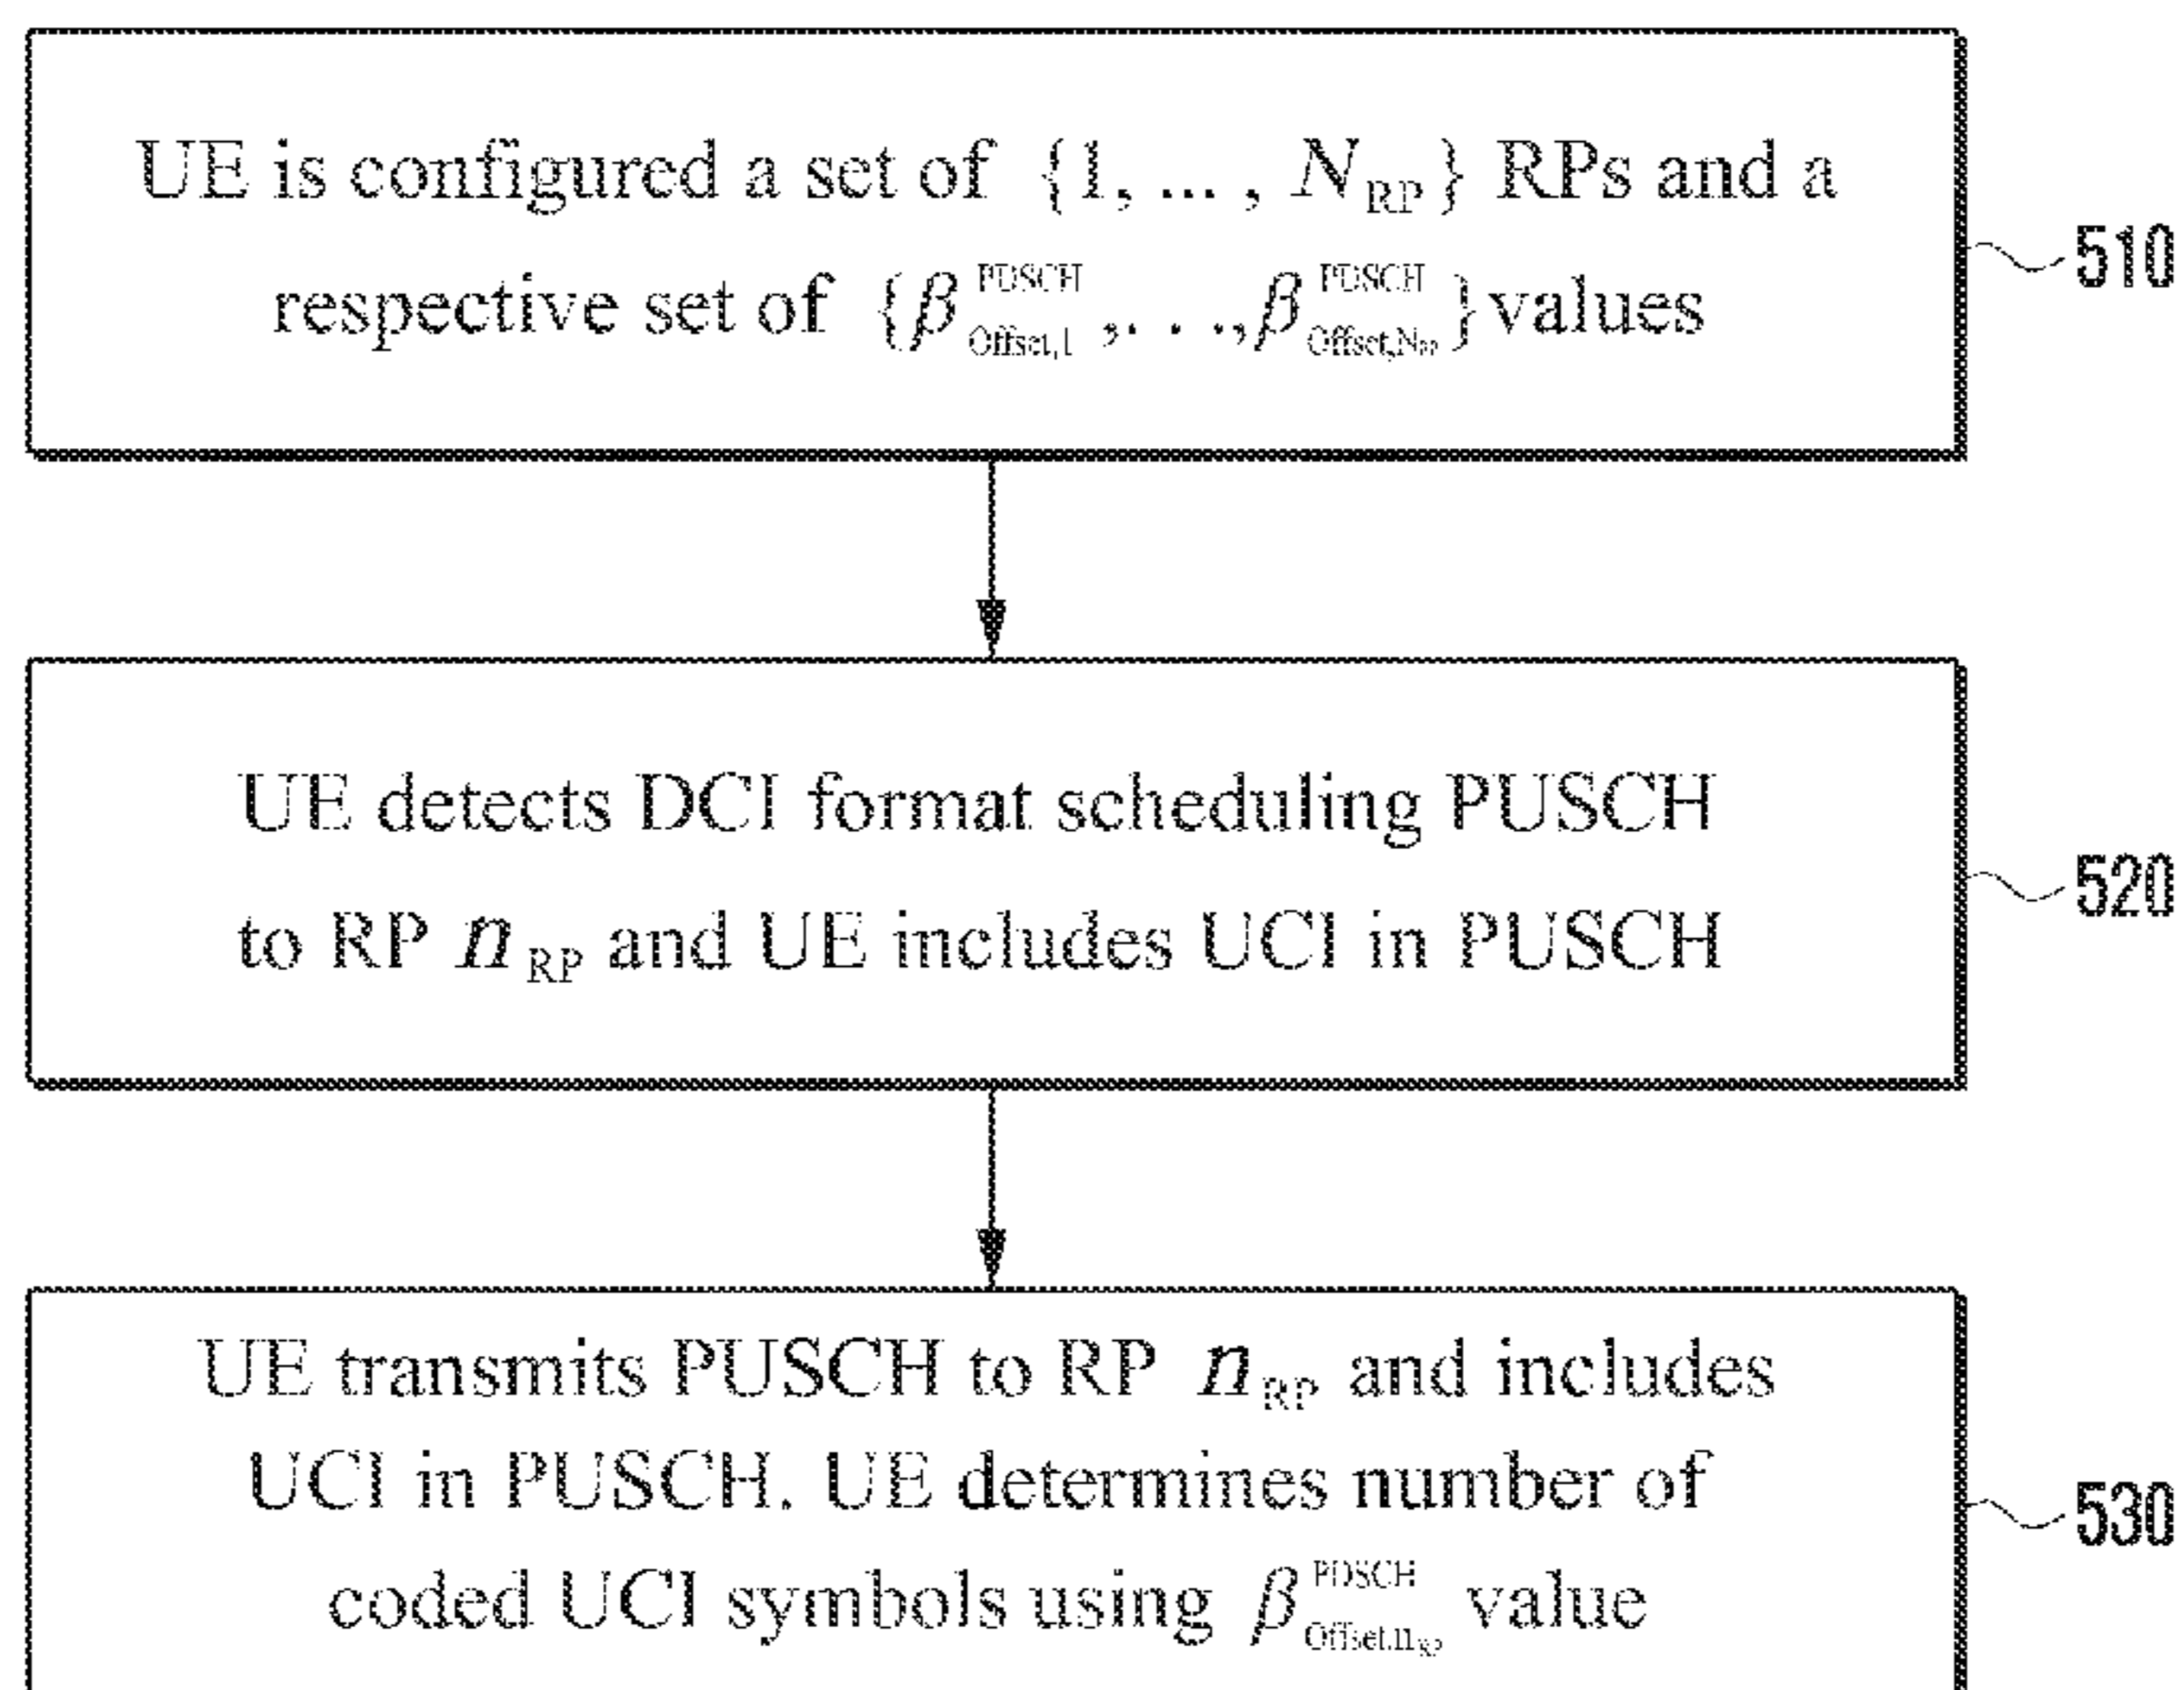 UE is configured a set of {1, ... , N_RP} RPs and a
respective set of {β^PDSCH_Offset,1 ,. . .,β^PUSCH_Offset,N_RP}values
510
UE detects DCI format scheduling PUSCH
to RP n_RP and UE includes UCI in PUSCH
520
UE transmits PUSCH to RP n_RP and includes
UCI in PUSCH. UE determines number of
coded UCI symbols using β^PDSCH_Offset,n_RP value
530